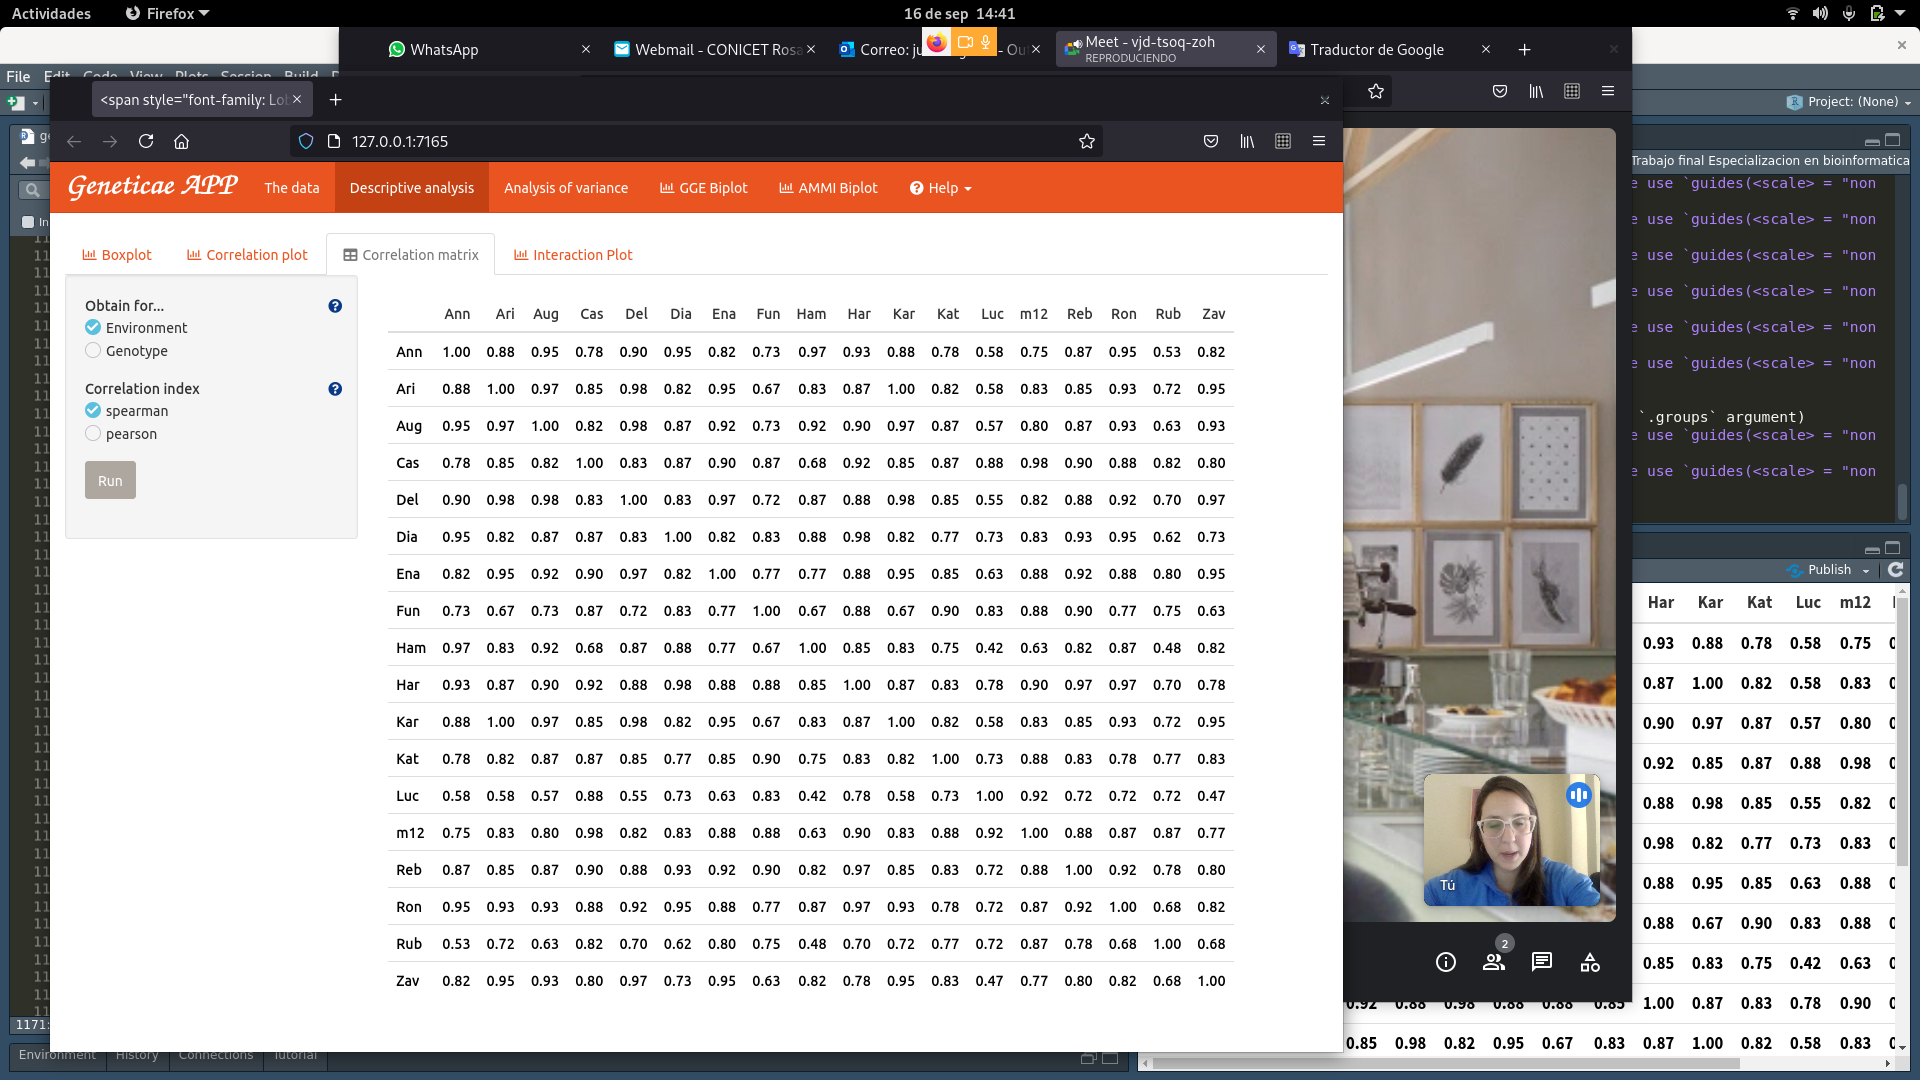 Actividades
Firefox
16 de sep 14:41
WhatsApp
Webmail - CONICET Rosa
Correo: ju
- Ou
Meet - vjd-tsoq-zoh
REPRODUCIENDO
Traductor de Google
File Edit Code View Plots Session Build
<span style="font-family: Lob
127.0.0.1:7165
Project: (None)
Geneticae APP
The data
Descriptive analysis
Analysis of variance
GGE Biplot
AMMI Biplot
Help
Boxplot
Correlation plot
Correlation matrix
Interaction Plot
Obtain for...
Environment
Genotype
Correlation index
spearman
pearson
Run
Ann Ari Aug Cas Del Dia Ena Fun Ham Har Kar Kat Luc m12 Reb Ron Rub Zav
Ann 1.00 0.88 0.95 0.78 0.90 0.95 0.82 0.73 0.97 0.93 0.88 0.78 0.58 0.75 0.87 0.95 0.53 0.82
Ari 0.88 1.00 0.97 0.85 0.98 0.82 0.95 0.67 0.83 0.87 1.00 0.82 0.58 0.83 0.85 0.93 0.72 0.95
Aug 0.95 0.97 1.00 0.82 0.98 0.87 0.92 0.73 0.92 0.90 0.97 0.87 0.57 0.80 0.87 0.93 0.63 0.93
Cas 0.78 0.85 0.82 1.00 0.83 0.87 0.90 0.87 0.68 0.92 0.85 0.87 0.88 0.98 0.90 0.88 0.82 0.80
Del 0.90 0.98 0.98 0.83 1.00 0.83 0.97 0.72 0.87 0.88 0.98 0.85 0.55 0.82 0.88 0.92 0.70 0.97
Dia 0.95 0.82 0.87 0.87 0.83 1.00 0.82 0.83 0.88 0.98 0.82 0.77 0.73 0.83 0.93 0.95 0.62 0.73
Ena 0.82 0.95 0.92 0.90 0.97 0.82 1.00 0.77 0.77 0.88 0.95 0.85 0.63 0.88 0.92 0.88 0.80 0.95
Fun 0.73 0.67 0.73 0.87 0.72 0.83 0.77 1.00 0.67 0.88 0.67 0.90 0.83 0.88 0.90 0.77 0.75 0.63
Ham 0.97 0.83 0.92 0.68 0.87 0.88 0.77 0.67 1.00 0.85 0.83 0.75 0.42 0.63 0.82 0.87 0.48 0.82
Har 0.93 0.87 0.90 0.92 0.88 0.98 0.88 0.88 0.85 1.00 0.87 0.83 0.78 0.90 0.97 0.97 0.70 0.78
Kar 0.88 1.00 0.97 0.85 0.98 0.82 0.95 0.67 0.83 0.87 1.00 0.82 0.58 0.83 0.85 0.93 0.72 0.95
Kat 0.78 0.82 0.87 0.87 0.85 0.77 0.85 0.90 0.75 0.83 0.82 1.00 0.73 0.88 0.83 0.78 0.77 0.83
Luc 0.58 0.58 0.57 0.88 0.55 0.73 0.63 0.83 0.42 0.78 0.58 0.73 1.00 0.92 0.72 0.72 0.72 0.47
m12 0.75 0.83 0.80 0.98 0.82 0.83 0.88 0.88 0.63 0.90 0.83 0.88 0.92 1.00 0.88 0.87 0.87 0.77
Reb 0.87 0.85 0.87 0.90 0.88 0.93 0.92 0.90 0.82 0.97 0.85 0.83 0.72 0.88 1.00 0.92 0.78 0.80
Ron 0.95 0.93 0.93 0.88 0.92 0.95 0.88 0.77 0.87 0.97 0.93 0.78 0.72 0.87 0.92 1.00 0.68 0.82
Rub 0.53 0.72 0.63 0.82 0.70 0.62 0.80 0.75 0.48 0.70 0.72 0.77 0.72 0.87 0.78 0.68 1.00 0.68
Zav 0.82 0.95 0.93 0.80 0.97 0.73 0.95 0.63 0.82 0.78 0.95 0.83 0.47 0.77 0.80 0.82 0.68 1.00
Trabajo final Especializacion en bioinformatica
e use `guides(<scale> = "non
e use `guides(<scale> = "non
e use `guides(<scale> = "non
e use `guides(<scale> = "non
e use `guides(<scale> = "non
e use `guides(<scale> = "non
`.groups` argument)
e use `guides(<scale> = "non
e use `guides(<scale> = "non
Publish
Har Kar Kat Luc m12
0.93 0.88 0.78 0.58 0.75
0.87 1.00 0.82 0.58 0.83
0.90 0.97 0.87 0.57 0.80
0.92 0.85 0.87 0.88 0.98
0.88 0.98 0.85 0.55 0.82
0.98 0.82 0.77 0.73 0.83
0.88 0.95 0.85 0.63 0.88
0.88 0.67 0.90 0.83 0.88
0.85 0.83 0.75 0.42 0.63
0.92 0.88 0.98 0.88 0.88 0.85 1.00 0.87 0.83 0.78 0.90
0.85 0.98 0.82 0.95 0.67 0.83 0.87 1.00 0.82 0.58 0.83
Tú
2
1171:
Environment
History
Connections
Tutorial